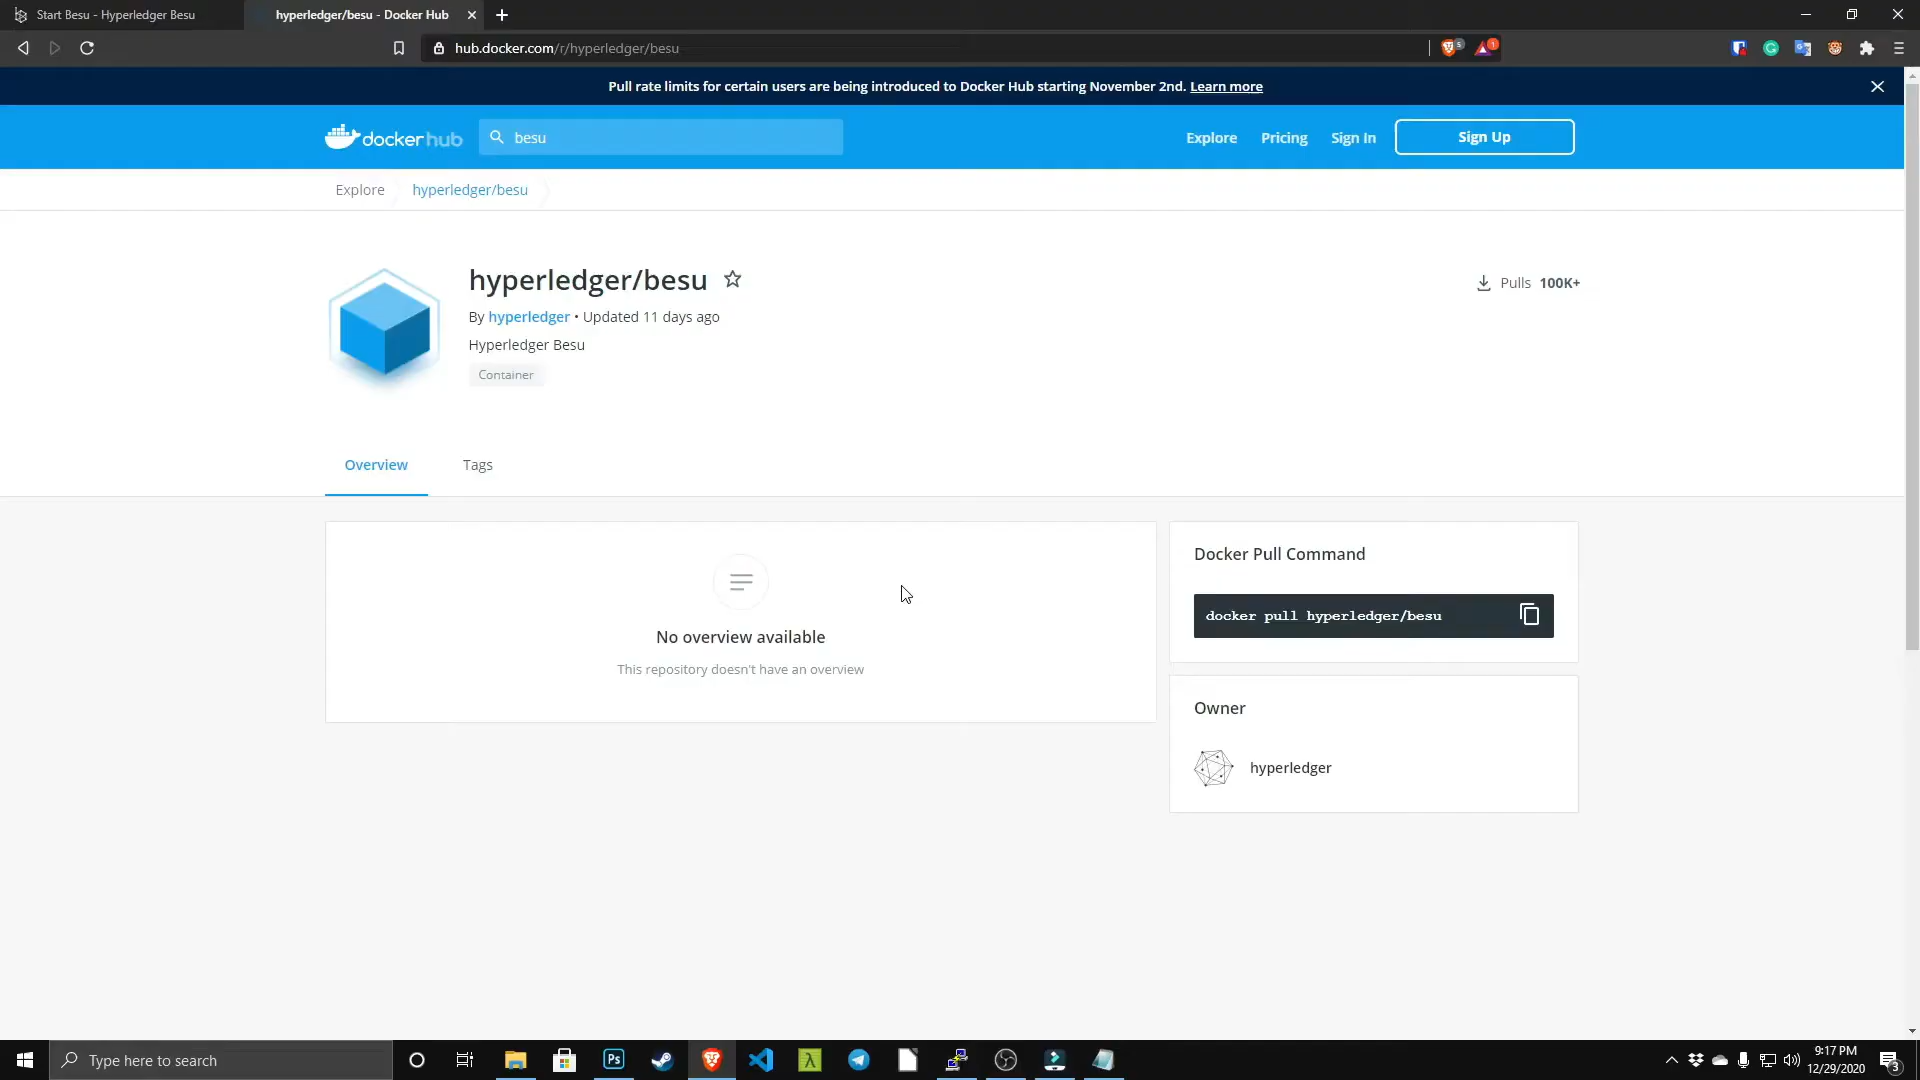 Start Besu - Hyperledger Besu
hyperledger/besu - Docker Hub
hub.docker.com/r/hyperledger/besu
5
1
Pull rate limits for certain users are being introduced to Docker Hub starting November 2nd. Learn more
docker hub
besu
Explore
Pricing
Sign In
Sign Up
Explore
hyperledger/besu
hyperledger/besu
Pulls 100K+
By hyperledger • Updated 11 days ago
Hyperledger Besu
Container
Overview
Tags
No overview available
This repository doesn't have an overview
Docker Pull Command
docker pull hyperledger/besu
Owner
hyperledger
Type here to search
Ps
λ
9:17 PM
12/29/2020
3